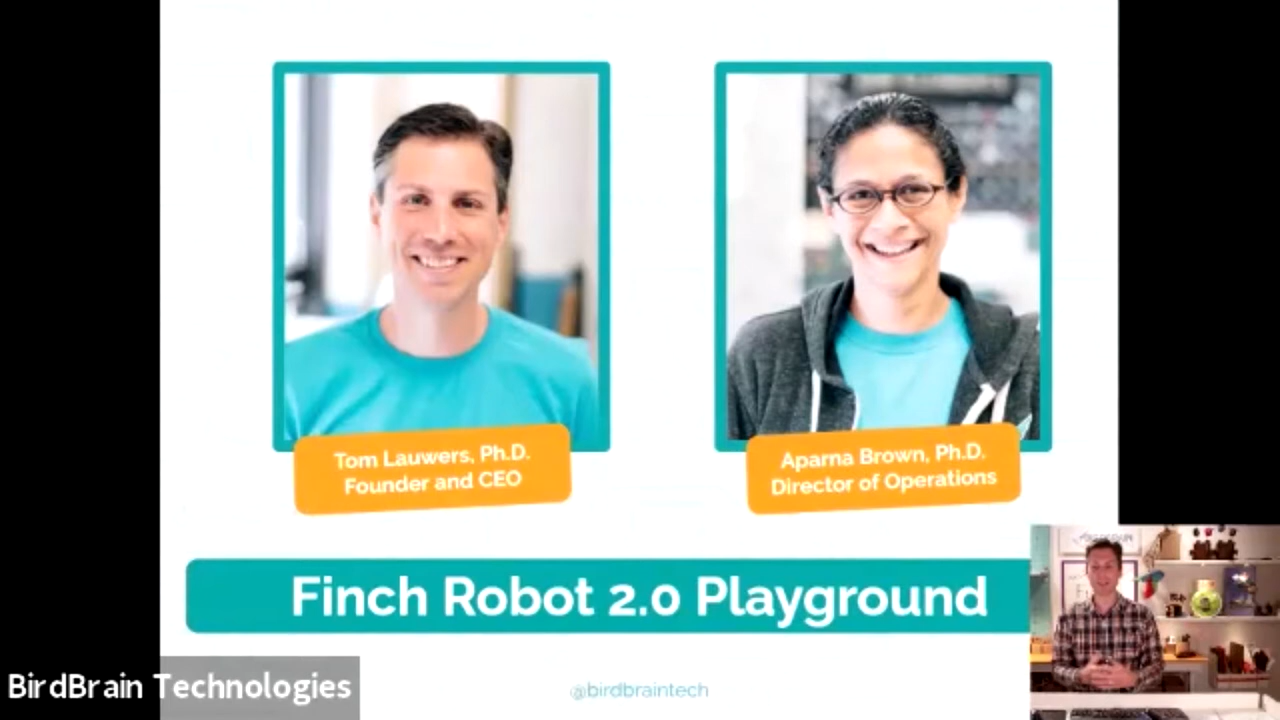 Tom Lauwers, Ph.D.
Founder and CEO
Aparna Brown, Ph.D.
Director of Operations
Finch Robot 2.0 Playground
BirdBrain Technologies
@birdbraintech